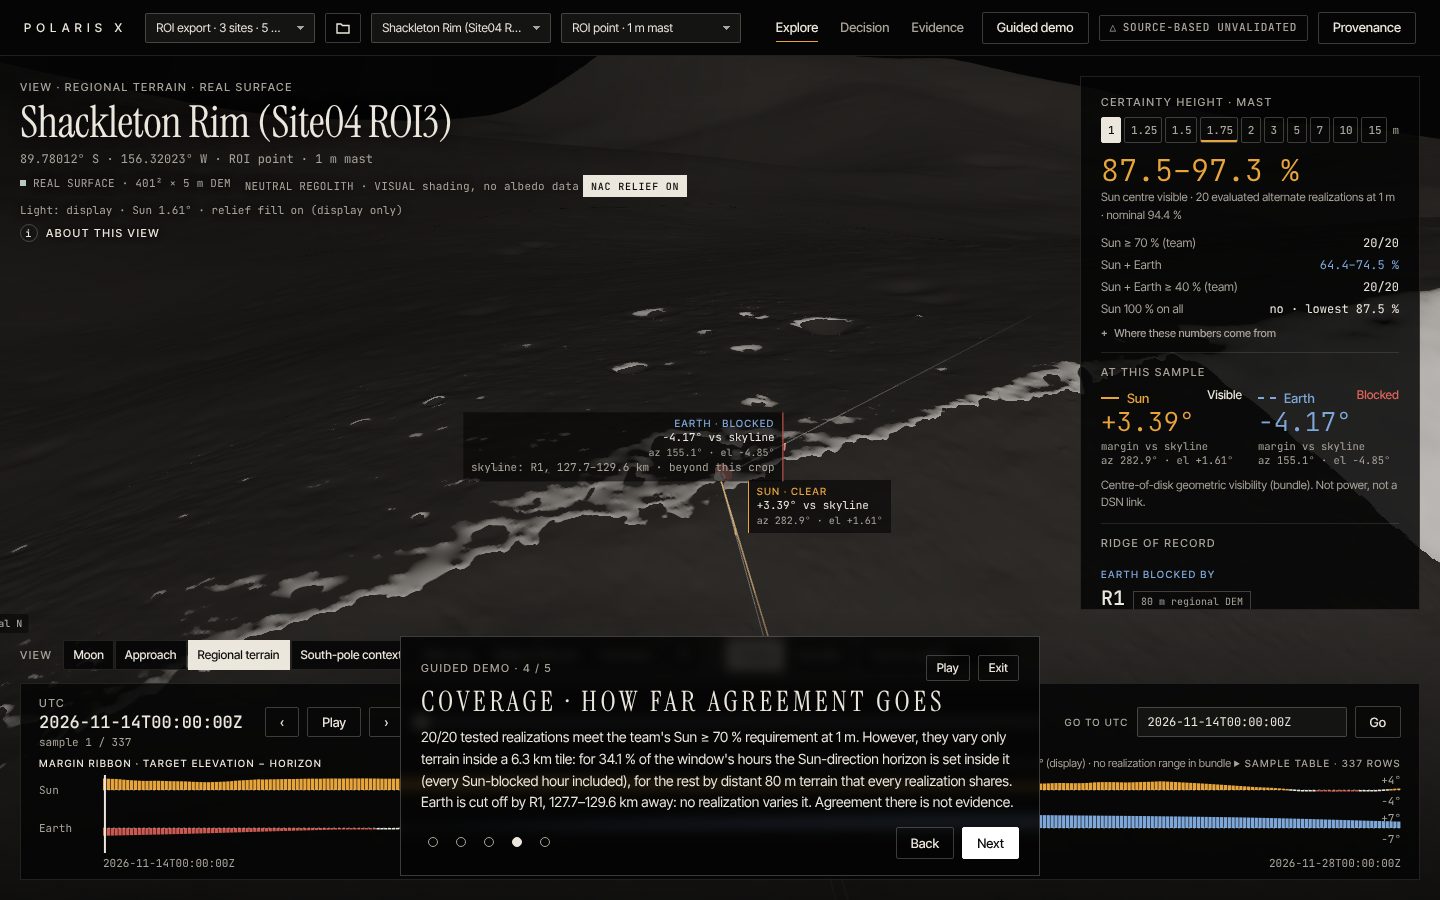 POLARIS X
ROI export · 3 sites · 5 ...
Shackleton Rim (Site04 R...
ROI point · 1 m mast
Explore
Decision
Evidence
Guided demo
△ SOURCE-BASED UNVALIDATED
Provenance
VIEW · REGIONAL TERRAIN · REAL SURFACE
Shackleton Rim (Site04 ROI3)
89.78012° S · 156.32023° W · ROI point · 1 m mast
REAL SURFACE · 401² × 5 m DEM
NEUTRAL REGOLITH · VISUAL shading, no albedo data
NAC RELIEF ON
Light: display · Sun 1.61° · relief fill on (display only)
i ABOUT THIS VIEW
CERTAINTY HEIGHT · MAST
1 1.25 1.5 1.75 2 3 5 7 10 15 m
87.5–97.3 %
Sun centre visible · 20 evaluated alternate realizations at 1 m
· nominal 94.4 %
Sun ≥ 70 % (team) 20/20
Sun + Earth 64.4–74.5 %
Sun + Earth ≥ 40 % (team) 20/20
Sun 100 % on all no · lowest 87.5 %
+ Where these numbers come from
AT THIS SAMPLE
Sun Visible
+3.39°
margin vs skyline
az 282.9° · el +1.61°
Earth Blocked
-4.17°
margin vs skyline
az 155.1° · el -4.85°
Centre-of-disk geometric visibility (bundle). Not power, not a
DSN link.
RIDGE OF RECORD
EARTH BLOCKED BY
R1 80 m regional DEM
EARTH · BLOCKED
-4.17° vs skyline
az 155.1° · el -4.85°
skyline: R1, 127.7–129.6 km · beyond this crop
SUN · CLEAR
+3.39° vs skyline
az 282.9° · el +1.61°
al N
VIEW
Moon
Approach
Regional terrain
South-pole context
UTC
2026-11-14T00:00:00Z
sample 1 / 337
‹
Play
›
GO TO UTC
2026-11-14T00:00:00Z
Go
MARGIN RIBBON · TARGET ELEVATION − HORIZON
° (display) · no realization range in bundle
▸ SAMPLE TABLE · 337 ROWS
Sun
+4°
-4°
Earth
+7°
-7°
2026-11-14T00:00:00Z
2026-11-28T00:00:00Z
GUIDED DEMO · 4 / 5
Play
Exit
COVERAGE · HOW FAR AGREEMENT GOES
20/20 tested realizations meet the team's Sun ≥ 70 % requirement at 1 m. However, they vary only
terrain inside a 6.3 km tile: for 34.1 % of the window's hours the Sun-direction horizon is set inside it
(every Sun-blocked hour included), for the rest by distant 80 m terrain that every realization shares.
Earth is cut off by R1, 127.7–129.6 km away: no realization varies it. Agreement there is not evidence.
Back
Next